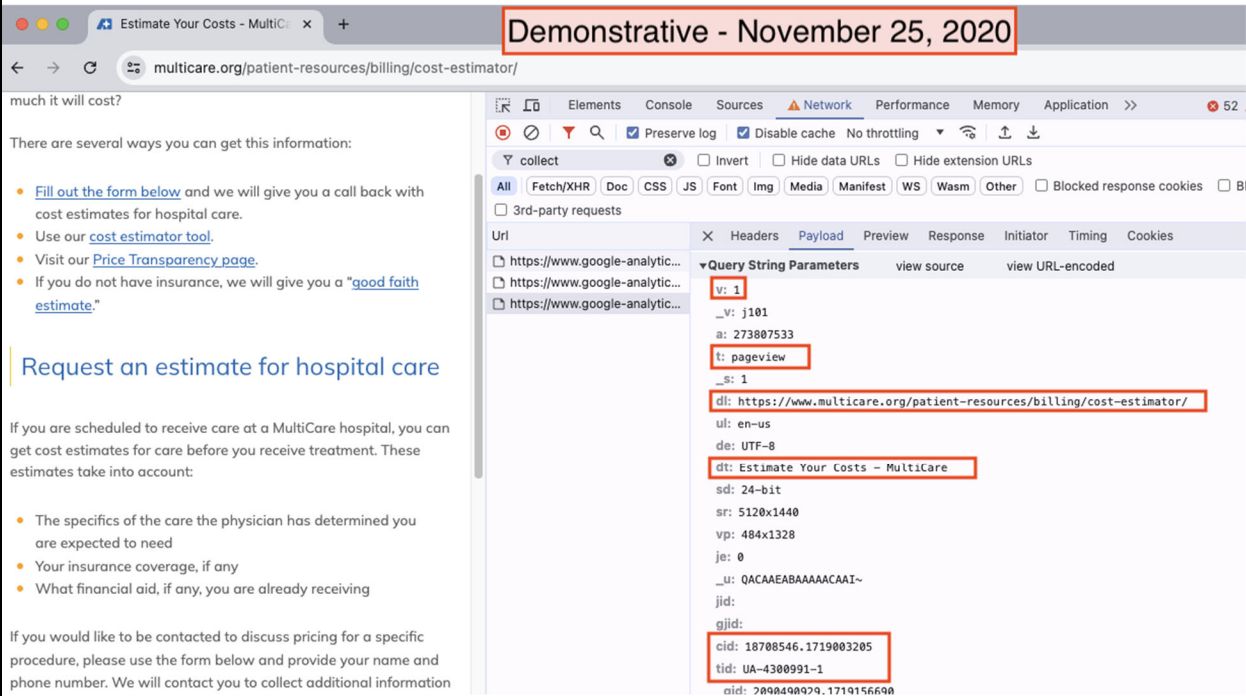 Estimate Your Costs - MultiCa
Demonstrative - November 25, 2020
multicare.org/patient-resources/billing/cost-estimator/
much it will cost?
There are several ways you can get this information:
Fill out the form below and we will give you a call back with
cost estimates for hospital care.
Use our cost estimator tool.
Visit our Price Transparency page.
If you do not have insurance, we will give you a “good faith
estimate.”
Request an estimate for hospital care
If you are scheduled to receive care at a MultiCare hospital, you can
get cost estimates for care before you receive treatment. These
estimates take into account:
The specifics of the care the physician has determined you
are expected to need
Your insurance coverage, if any
What financial aid, if any, you are already receiving
If you would like to be contacted to discuss pricing for a specific
procedure, please use the form below and provide your name and
phone number. We will contact you to collect additional information
Elements Console Sources Network Performance Memory Application 52
Preserve log Disable cache No throttling
collect Invert Hide data URLs Hide extension URLs
All Fetch/XHR Doc CSS JS Font Img Media Manifest WS Wasm Other Blocked response cookies
3rd-party requests
Url
https://www.google-analytic...
https://www.google-analytic...
https://www.google-analytic...
Headers Payload Preview Response Initiator Timing Cookies
Query String Parameters view source view URL-encoded
v: 1
_v: j101
a: 273807533
t: pageview
_s: 1
dl: https://www.multicare.org/patient-resources/billing/cost-estimator/
ul: en-us
de: UTF-8
dt: Estimate Your Costs - MultiCare
sd: 24-bit
sr: 5120x1440
vp: 484x1328
je: 0
_u: QACAAEABAAAAACAAI~
jid:
gjid:
cid: 18708546.1719003205
tid: UA-4300991-1
gid: 2090490929.1719156690